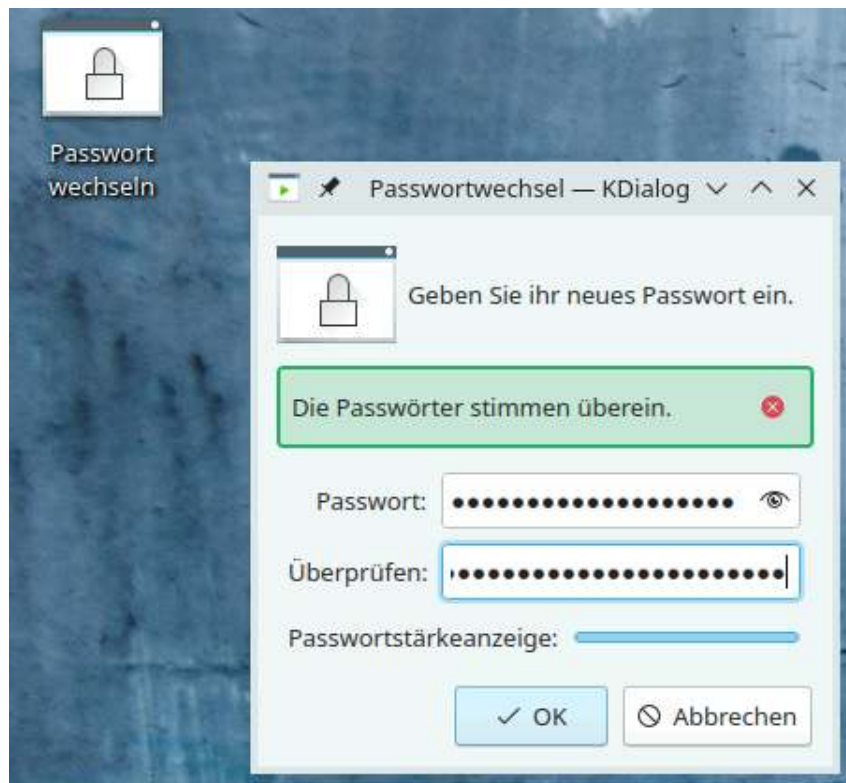 Passwort
wechseln
Passwortwechsel — KDialog
Geben Sie ihr neues Passwort ein.
Die Passwörter stimmen überein.
Passwort:
Überprüfen:
Passwortstärkeanzeige:
OK
Abbrechen